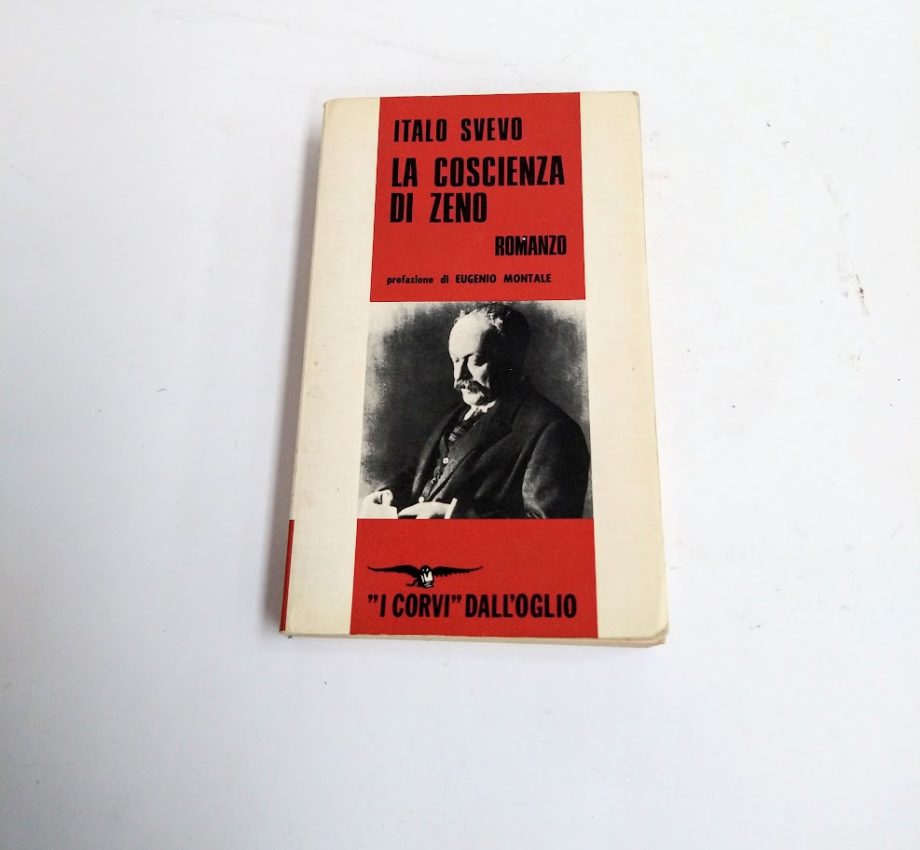 ITALO SVEVO
LA COSCIENZA
DI ZENO
ROMANZO
prefazione di EUGENIO MONTALE
"I CORVI" DALL'OGLIO